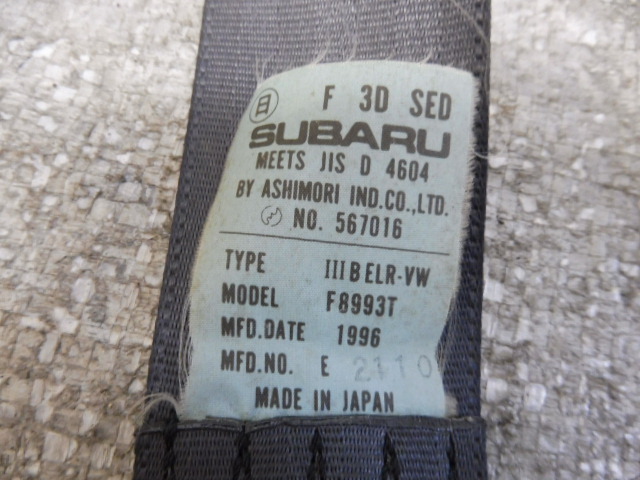 日 F 3D SED
SUBARU
MEETS JIS D 4604
BY ASHIMORI IND.CO.,LTD.
NO. 567016
TYPE III B ELR-VW
MODEL F8993T
MFD.DATE 1996
MFD.NO. E 2110
MADE IN JAPAN